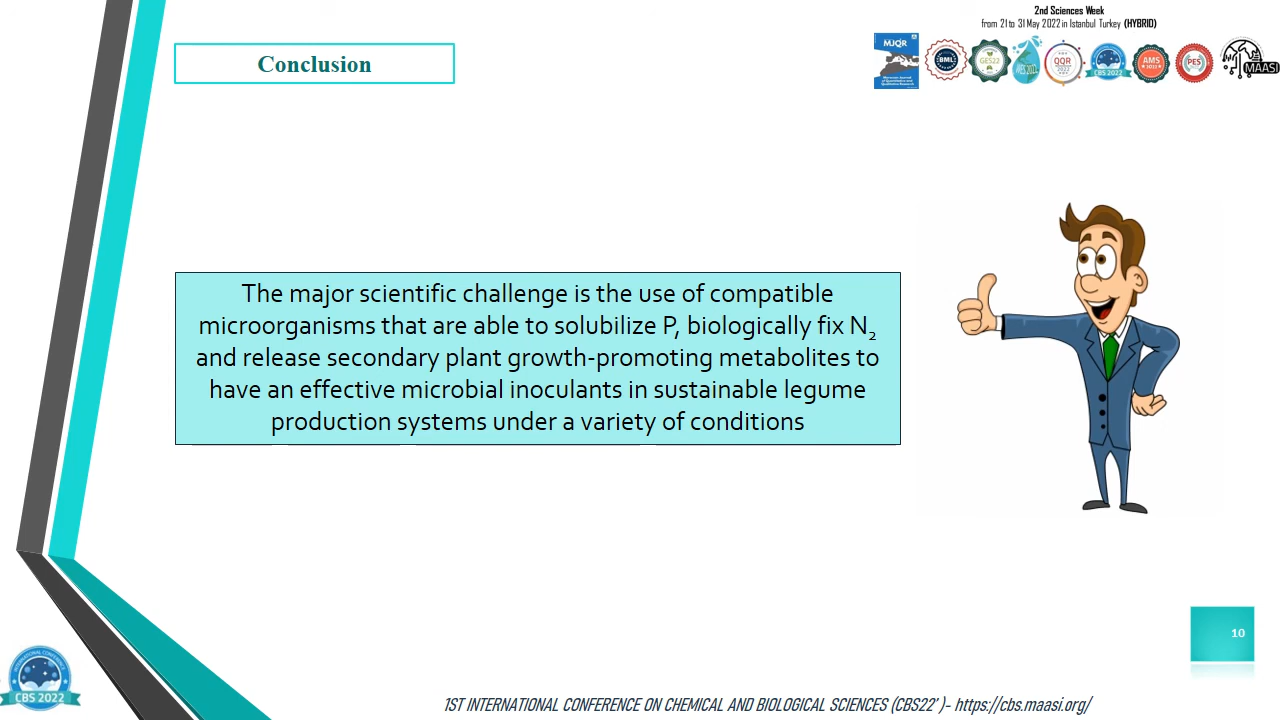 2nd Sciences Week
from 21 to 31 May 2022 in Istanbul Turkey (HYBRID)
Conclusion
MJQR
BML
GES22
QQR
2022
CBS 2022
AMS
PES
MAASI
The major scientific challenge is the use of compatible
microorganisms that are able to solubilize P, biologically fix N₂
and release secondary plant growth-promoting metabolites to
have an effective microbial inoculants in sustainable legume
production systems under a variety of conditions
10
INTERNATIONAL CONFERENCE
CBS 2022
1ST INTERNATIONAL CONFERENCE ON CHEMICAL AND BIOLOGICAL SCIENCES (CBS22')- https://cbs.maasi.org/